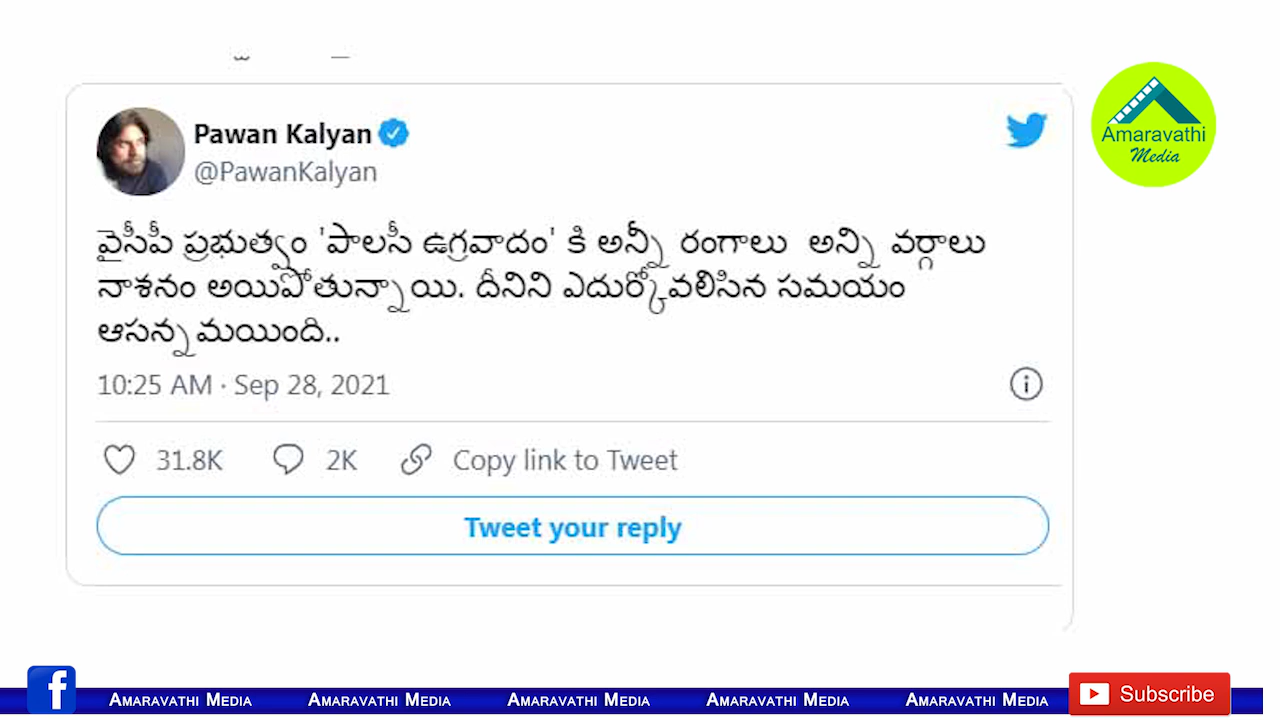 Pawan Kalyan
@PawanKalyan
వైసీపీ ప్రభుత్వం 'పాలసీ ఉగ్రవాదం' కి అన్నీ రంగాలు అన్ని వర్గాలు
నాశనం అయిపోతున్నాయి. దీనిని ఎదుర్కోవలిసిన సమయం
ఆసన్నమయింది..
10:25 AM · Sep 28, 2021
31.8K 2K Copy link to Tweet
Tweet your reply
Amaravathi
Media
f Amaravathi Media Amaravathi Media Amaravathi Media Amaravathi Media Amaravathi Media Subscribe